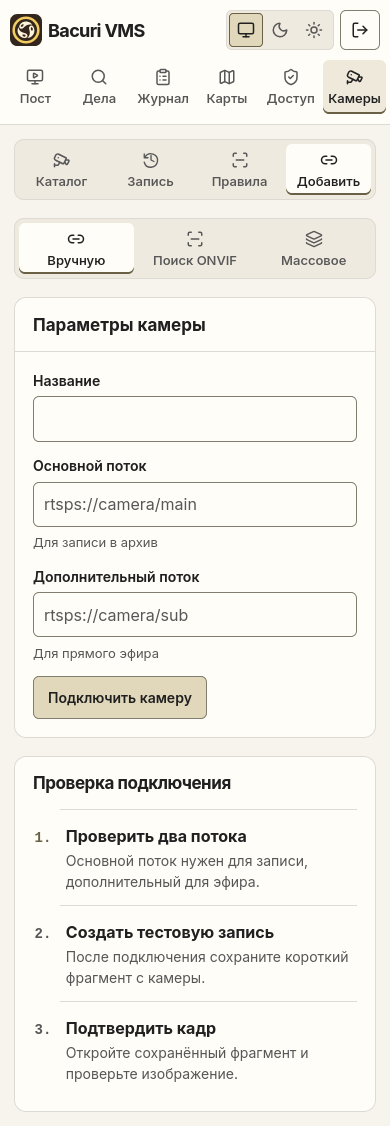 Bacuri VMS
Пост
Дела
Журнал
Карты
Доступ
Камеры
Каталог
Запись
Правила
Добавить
Вручную
Поиск ONVIF
Массовое
Параметры камеры
Название
Основной поток
rtsps://camera/main
Для записи в архив
Дополнительный поток
rtsps://camera/sub
Для прямого эфира
Подключить камеру
Проверка подключения
1. Проверить два потока
Основной поток нужен для записи,
дополнительный для эфира.
2. Создать тестовую запись
После подключения сохраните короткий
фрагмент с камеры.
3. Подтвердить кадр
Откройте сохранённый фрагмент и
проверьте изображение.